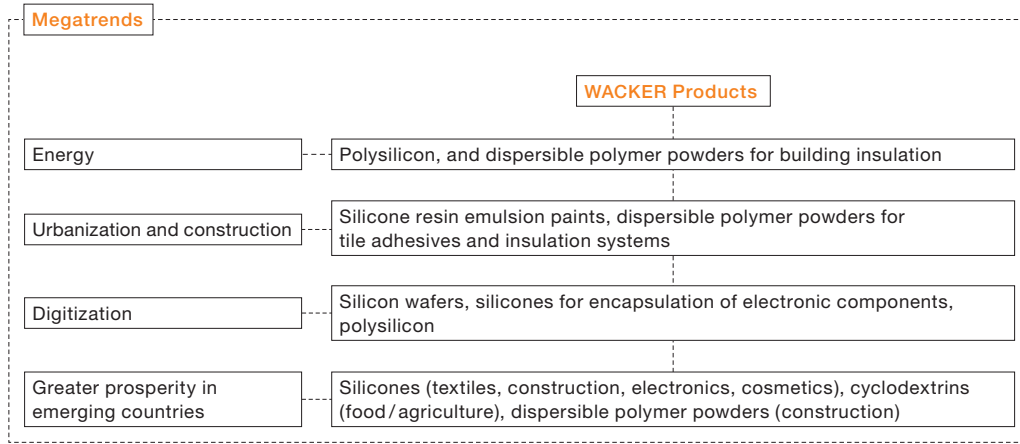 Megatrends
WACKER Products
Energy
Polysilicon, and dispersible polymer powders for building insulation
Urbanization and construction
Silicone resin emulsion paints, dispersible polymer powders for
tile adhesives and insulation systems
Digitization
Silicon wafers, silicones for encapsulation of electronic components,
polysilicon
Greater prosperity in
emerging countries
Silicones (textiles, construction, electronics, cosmetics), cyclodextrins
(food / agriculture), dispersible polymer powders (construction)